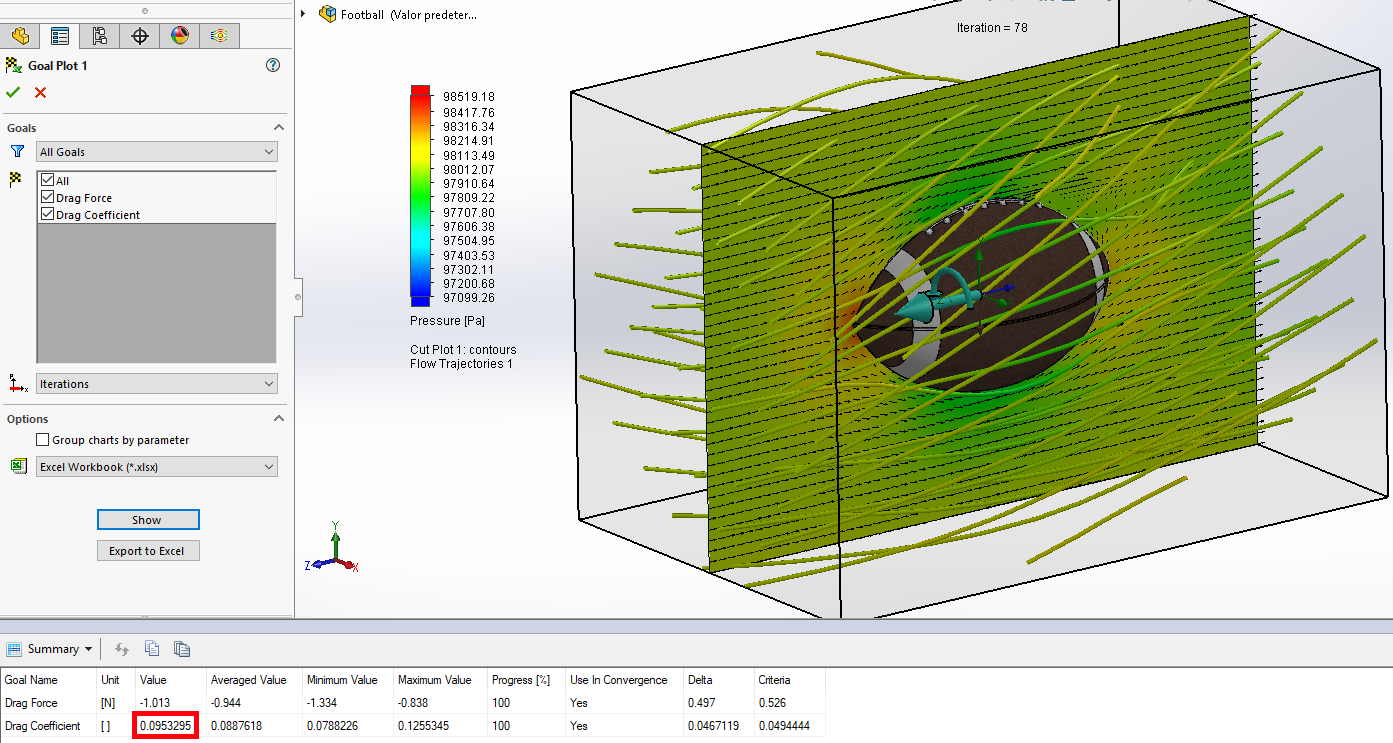 Football (Valor predeter...
Iteration = 78
Goal Plot 1
?
Goals
All Goals
All
Drag Force
Drag Coefficient
Iterations
Options
Group charts by parameter
Excel Workbook (*.xlsx)
Show
Export to Excel
98519.18
98417.76
98316.34
98214.91
98113.49
98012.07
97910.64
97809.22
97707.80
97606.38
97504.95
97403.53
97302.11
97200.68
97099.26
Pressure [Pa]
Cut Plot 1: contours
Flow Trajectories 1
Y
Z X
Summary
Goal Name Unit Value Averaged Value Minimum Value Maximum Value Progress [%] Use In Convergence Delta Criteria
Drag Force [N] -1.013 -0.944 -1.334 -0.838 100 Yes 0.497 0.526
Drag Coefficient [ ] 0.0953295 0.0887618 0.0788226 0.1255345 100 Yes 0.0467119 0.0494444